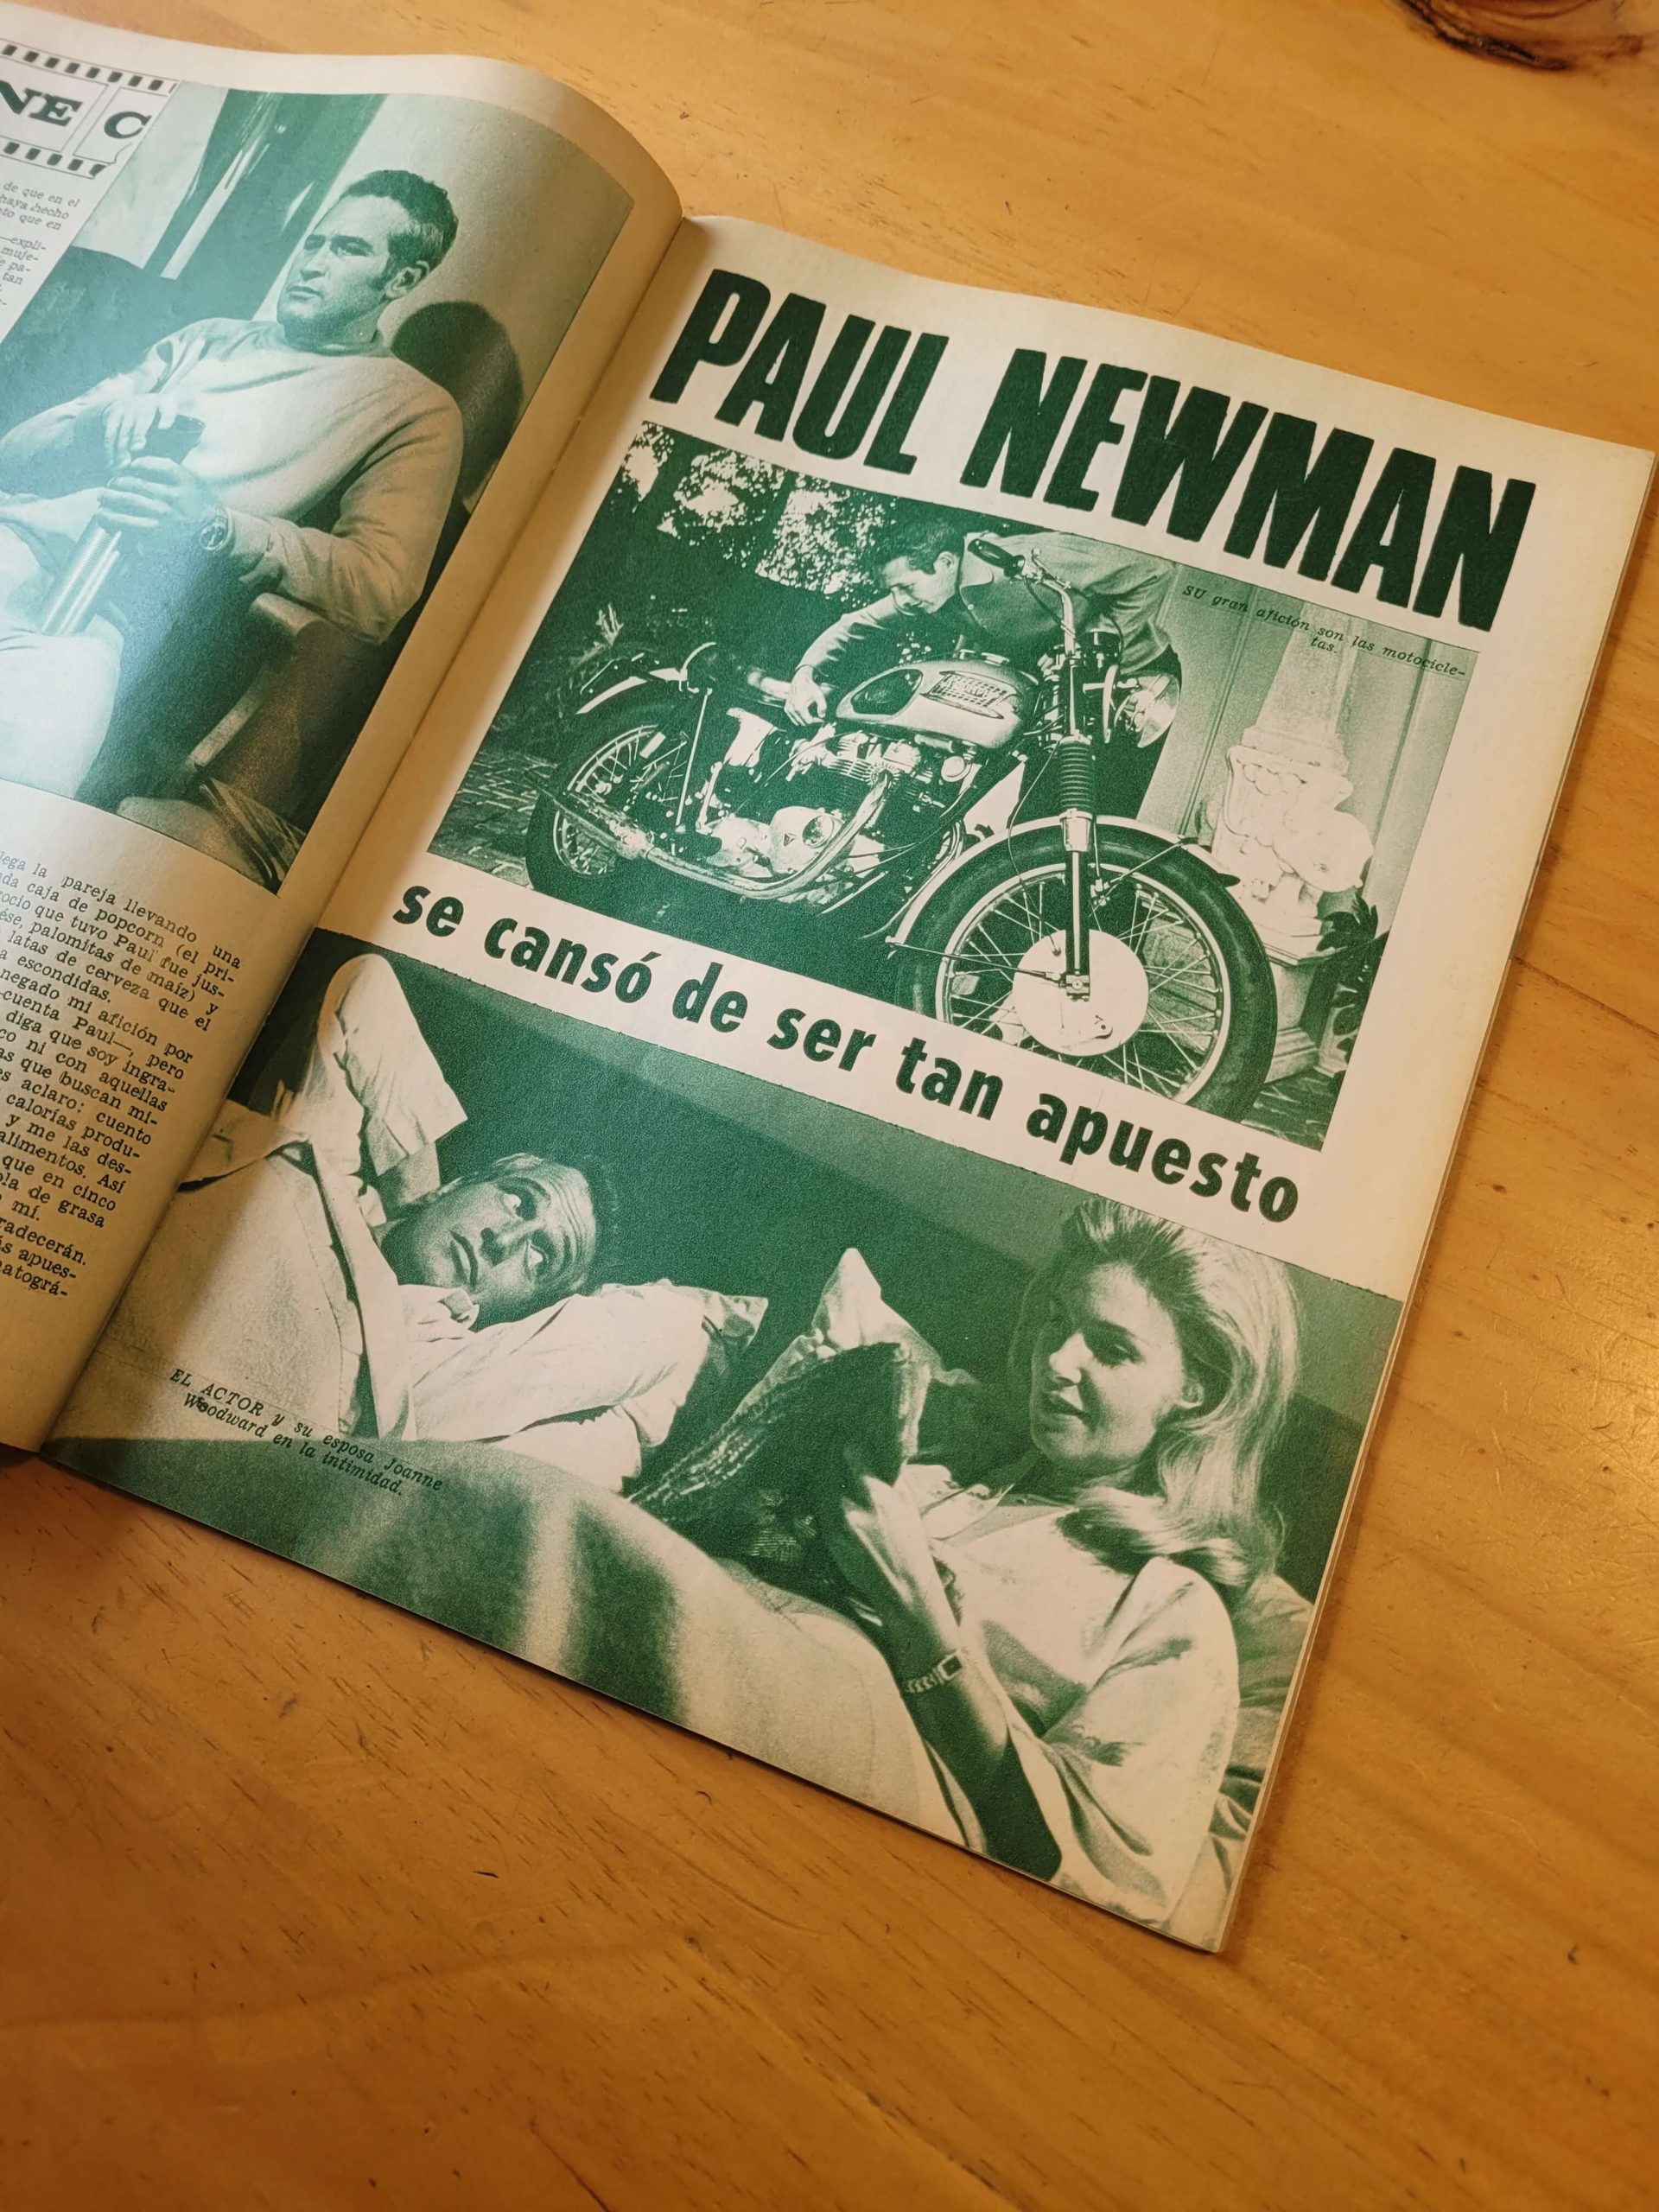 NE C
de que en el
haya hecho
to que en
—expli-
muje-
e pa-
tan
lega la pareja llevando una
da caja de popcorn (el pri-
ocio que tuvo Paul fue jus-
ése, palomitas de maíz) y
latas de cerveza que el
a escondidas.
negado mi afición por
—cuenta Paul—, pero
diga que soy ingra-
co ni con aquellas
as que buscan mi-
es aclaro: cuento
calorías produ-
y me las des-
alimentos. Así
que en cinco
ola de grasa
mí.
radecerán.
ás apues-
atográ-
PAUL NEWMAN
SU gran afición son las motocicle-
tas.
se cansó de ser tan apuesto
EL ACTOR y su esposa Joanne
Woodward en la intimidad.